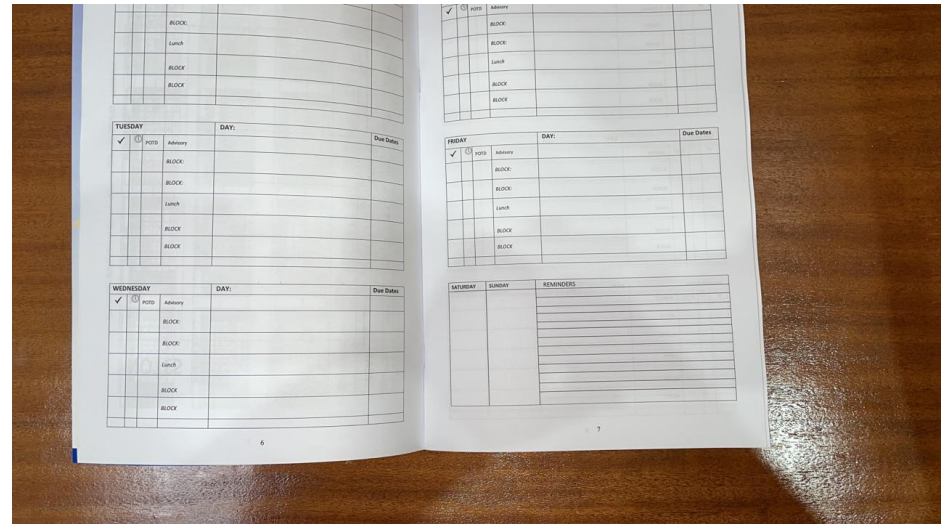 BLOCK:
Lunch
BLOCK
BLOCK
TUESDAY DAY: Due Dates
✓ POTD Advisory
BLOCK:
BLOCK:
Lunch
BLOCK
BLOCK
WEDNESDAY DAY: Due Dates
✓ POTD Advisory
BLOCK:
BLOCK:
Lunch
BLOCK
BLOCK
6
✓ POTD Advisory
BLOCK:
BLOCK:
Lunch
BLOCK
BLOCK
FRIDAY DAY: Due Dates
✓ POTD Advisory
BLOCK:
BLOCK:
Lunch
BLOCK
BLOCK
SATURDAY SUNDAY REMINDERS
7